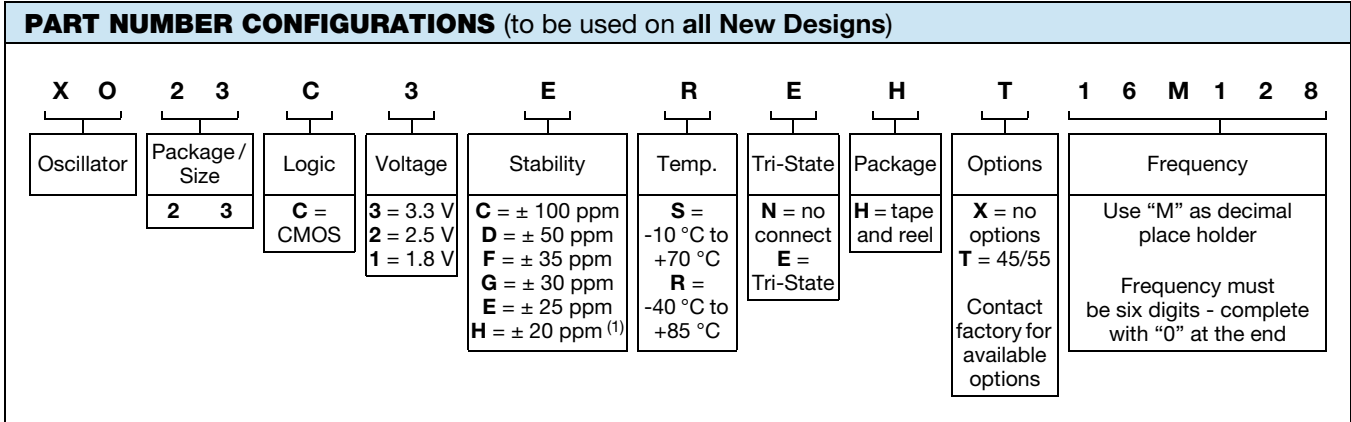 PART NUMBER CONFIGURATIONS (to be used on all New Designs)
X O 2 3 C 3 E R E H T 1 6 M 1 2 8
Oscillator
Package / Size
2 3
Logic
C = CMOS
Voltage
3 = 3.3 V
2 = 2.5 V
1 = 1.8 V
Stability
C = ± 100 ppm
D = ± 50 ppm
F = ± 35 ppm
G = ± 30 ppm
E = ± 25 ppm
H = ± 20 ppm (1)
Temp.
S =
-10 °C to
+70 °C
R =
-40 °C to
+85 °C
Tri-State
N = no
connect
E =
Tri-State
Package
H = tape
and reel
Options
X = no
options
T = 45/55
Contact
factory for
available
options
Frequency
Use "M" as decimal
place holder
Frequency must
be six digits - complete
with "0" at the end